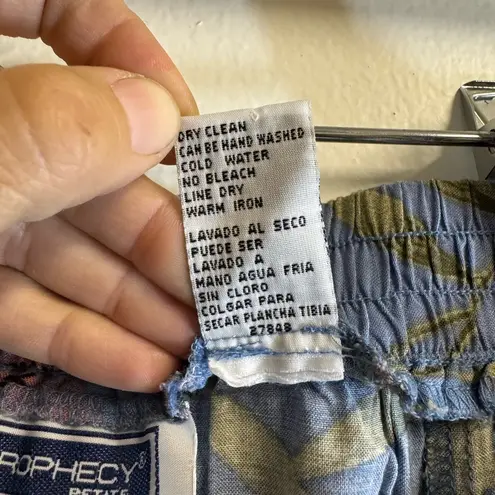 DRY CLEAN
CAN BE HAND WASHED
COLD WATER
NO BLEACH
LINE DRY
WARM IRON
LAVADO AL SECO
PUEDE SER
LAVADO A
MANO AGUA FRIA
SIN CLORO
COLGAR PARA
SECAR PLANCHA TIBIA
27848
ROPHECY®
PETITE